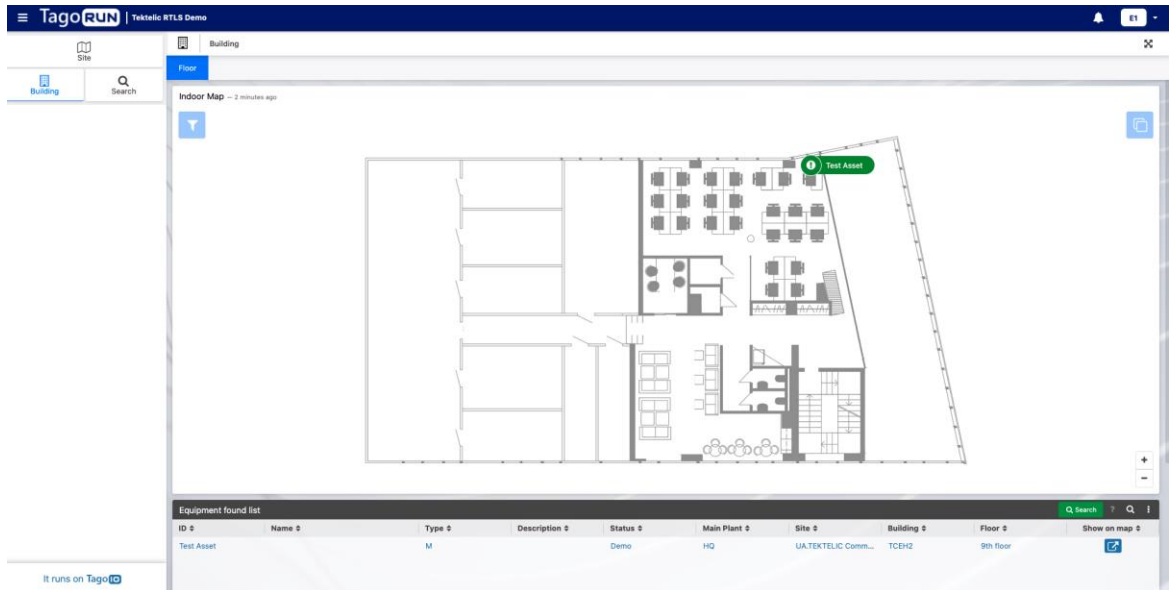 TagoRUN | Tektelic RTLS Demo
E1
Site
Building
Search
Building
Floor
Indoor Map – 2 minutes ago
Test Asset
+
−
Equipment found list
Search ?
ID Name Type Description Status Main Plant Site Building Floor Show on map
Test Asset M Demo HQ UA.TEKTELIC Comm... TCEH2 9th floor
It runs on TagoIO